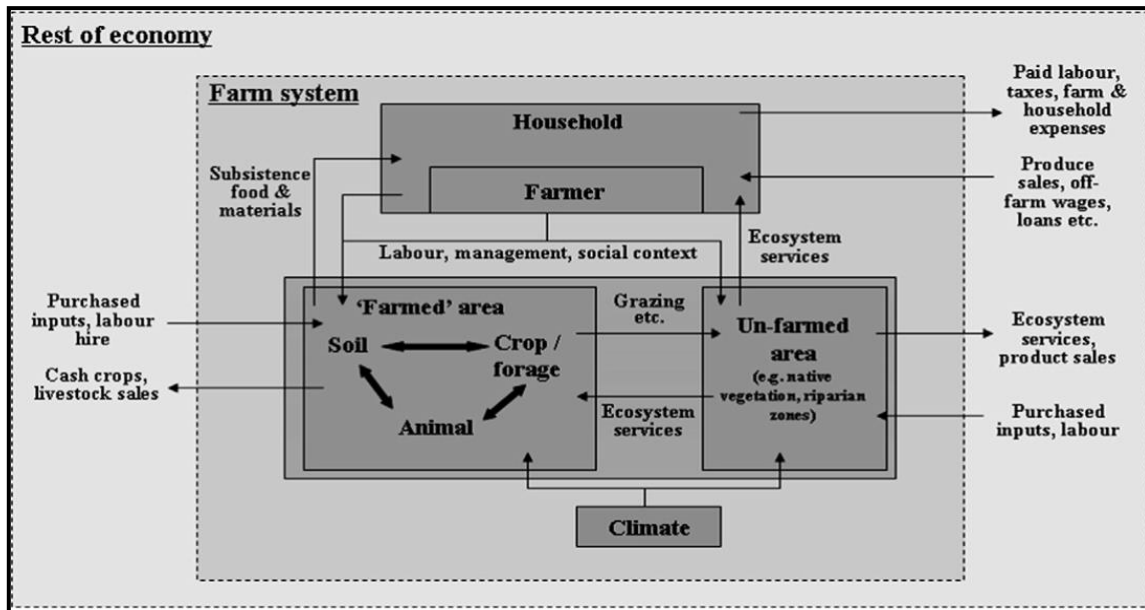 Rest of economy
Farm system
Household
Farmer
Paid labour,
taxes, farm &
household
expenses
Subsistence
food &
materials
Produce
sales, off-
farm wages,
loans etc.
Labour, management, social context
Ecosystem
services
Purchased
inputs, labour
hire
Cash crops,
livestock sales
‘Farmed’ area
Soil
Crop /
forage
Animal
Grazing
etc.
Ecosystem
services
Un-farmed
area
(e.g. native
vegetation, riparian
zones)
Ecosystem
services,
product sales
Purchased
inputs, labour
Climate